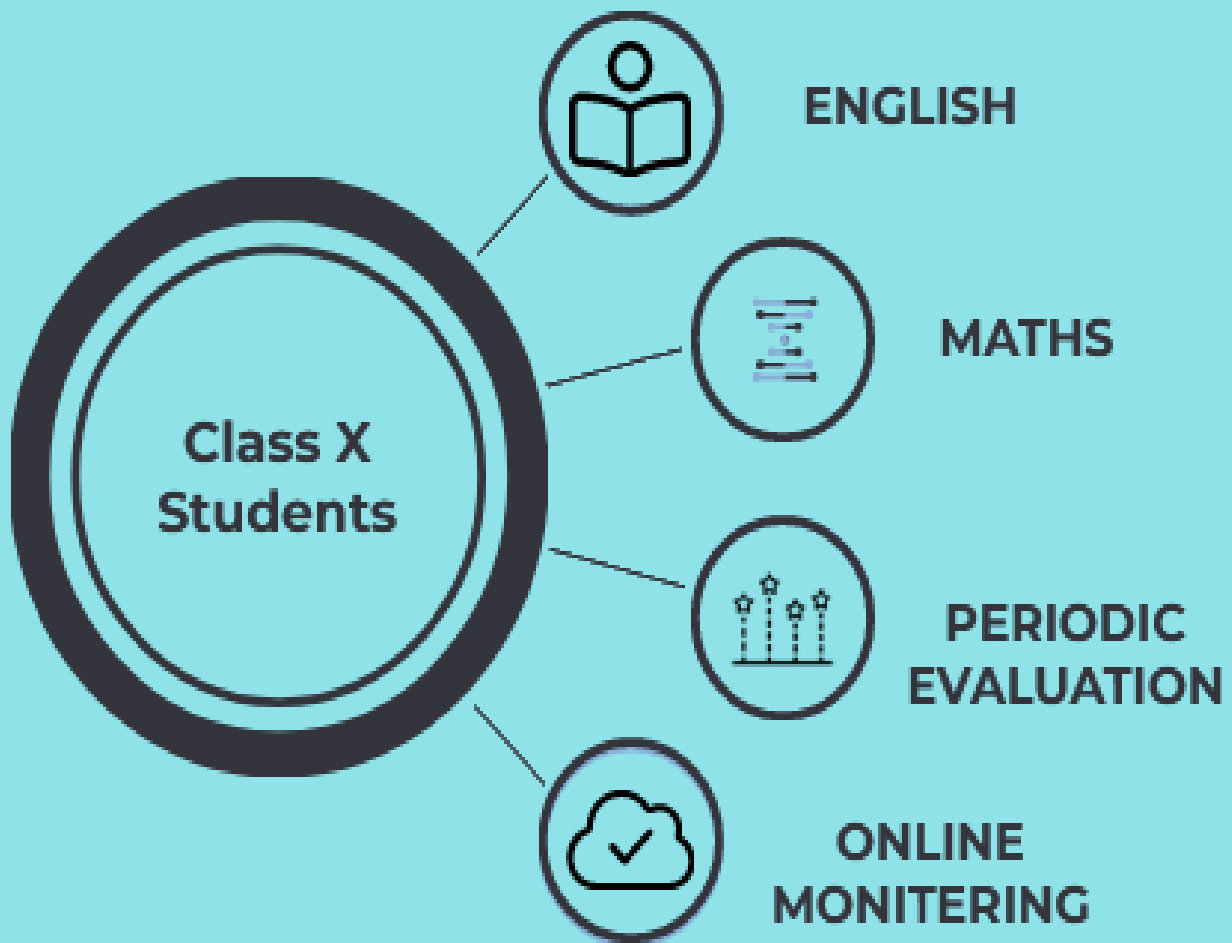 Class X
Students
ENGLISH
MATHS
PERIODIC
EVALUATION
ONLINE
MONITERING